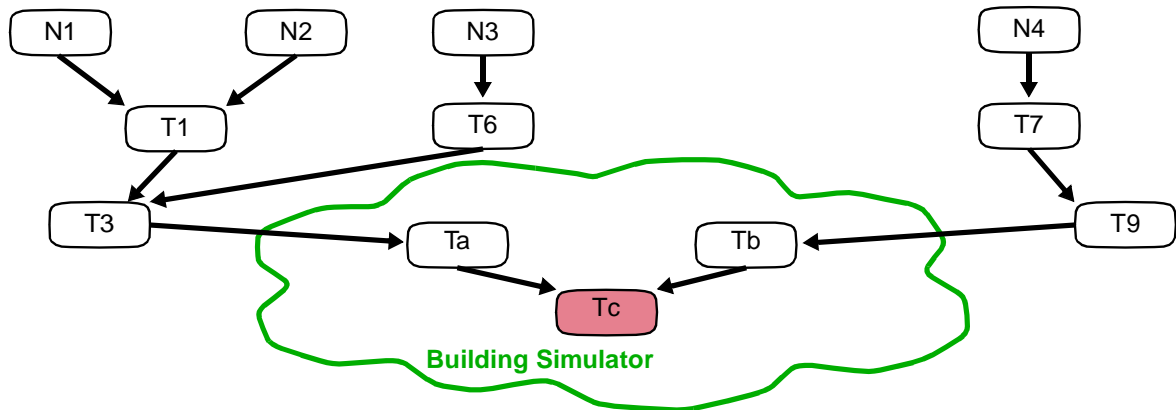 N1
N2
N3
N4
T1
T6
T7
T3
Ta
Tb
T9
Tc
Building Simulator